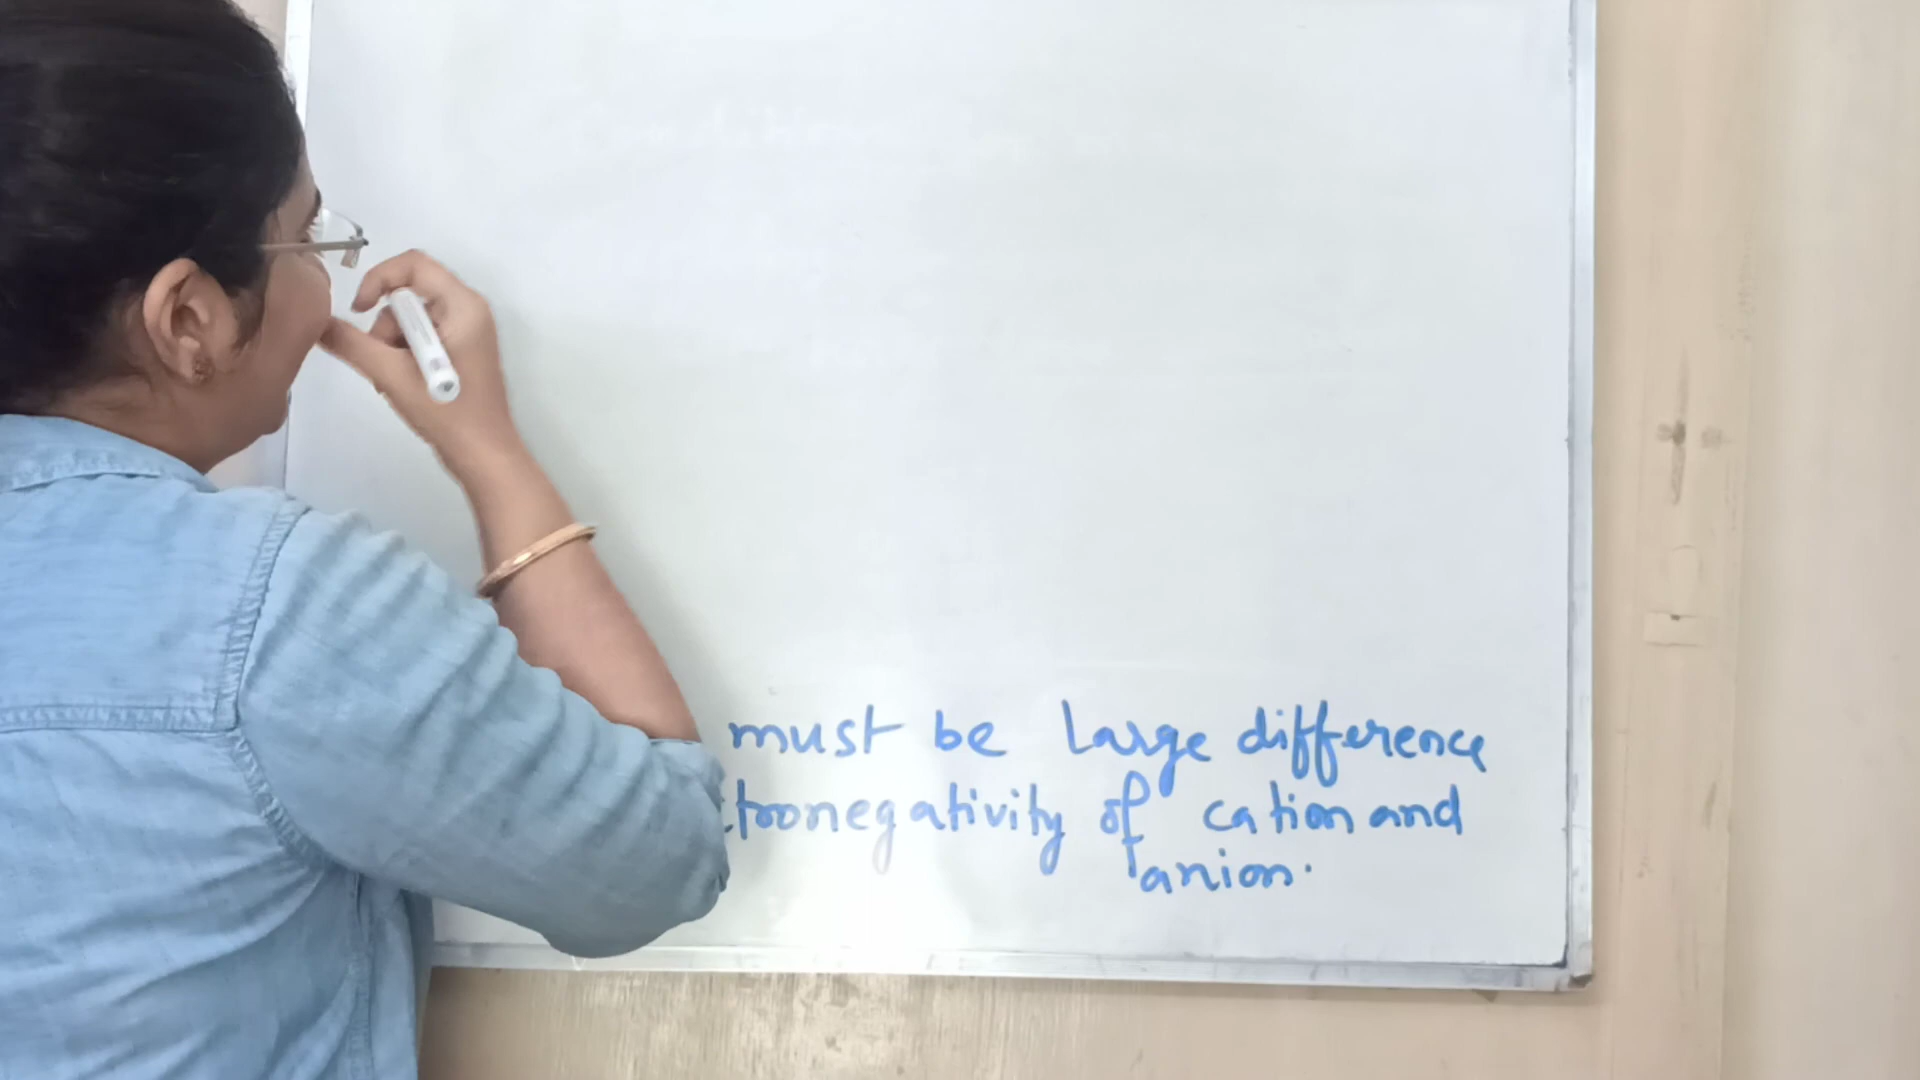 must be large difference
tronegativity of cation and
anion.